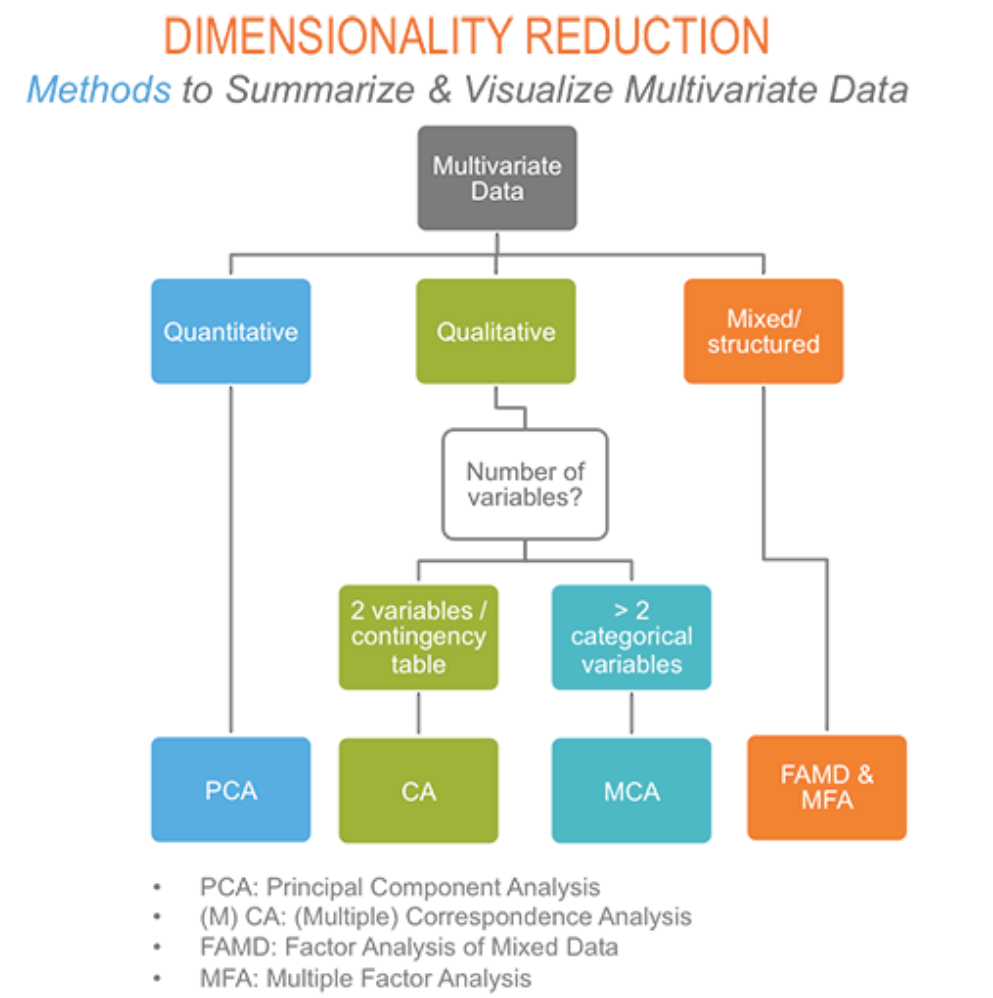 DIMENSIONALITY REDUCTION
Methods to Summarize & Visualize Multivariate Data
Multivariate
Data
Quantitative
Qualitative
Mixed/
structured
Number of
variables?
2 variables /
contingency
table
> 2
categorical
variables
PCA
CA
MCA
FAMD &
MFA
• PCA: Principal Component Analysis
• (M) CA: (Multiple) Correspondence Analysis
• FAMD: Factor Analysis of Mixed Data
• MFA: Multiple Factor Analysis